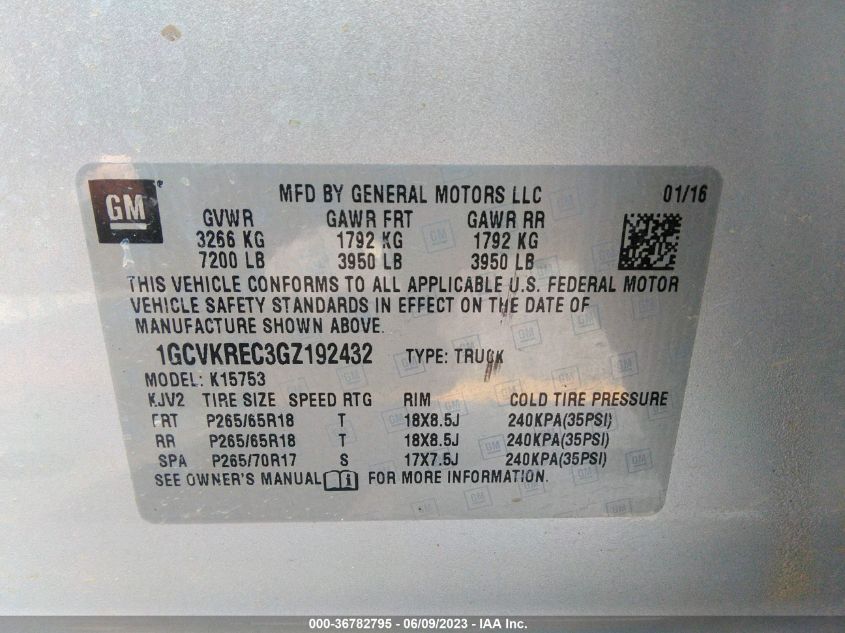 GM
MFD BY GENERAL MOTORS LLC 01/16
GVWR GAWR FRT GAWR RR
3266 KG 1792 KG 1792 KG
7200 LB 3950 LB 3950 LB
THIS VEHICLE CONFORMS TO ALL APPLICABLE U.S. FEDERAL MOTOR
VEHICLE SAFETY STANDARDS IN EFFECT ON THE DATE OF
MANUFACTURE SHOWN ABOVE.
1GCVKREC3GZ192432 TYPE: TRUCK
MODEL: K15753
KJV2 TIRE SIZE SPEED RTG RIM COLD TIRE PRESSURE
FRT P265/65R18 T 18X8.5J 240KPA(35PSI)
RR P265/65R18 T 18X8.5J 240KPA(35PSI)
SPA P265/70R17 S 17X7.5J 240KPA(35PSI)
SEE OWNER'S MANUAL FOR MORE INFORMATION.
000-36782795 - 06/09/2023 - IAA Inc.